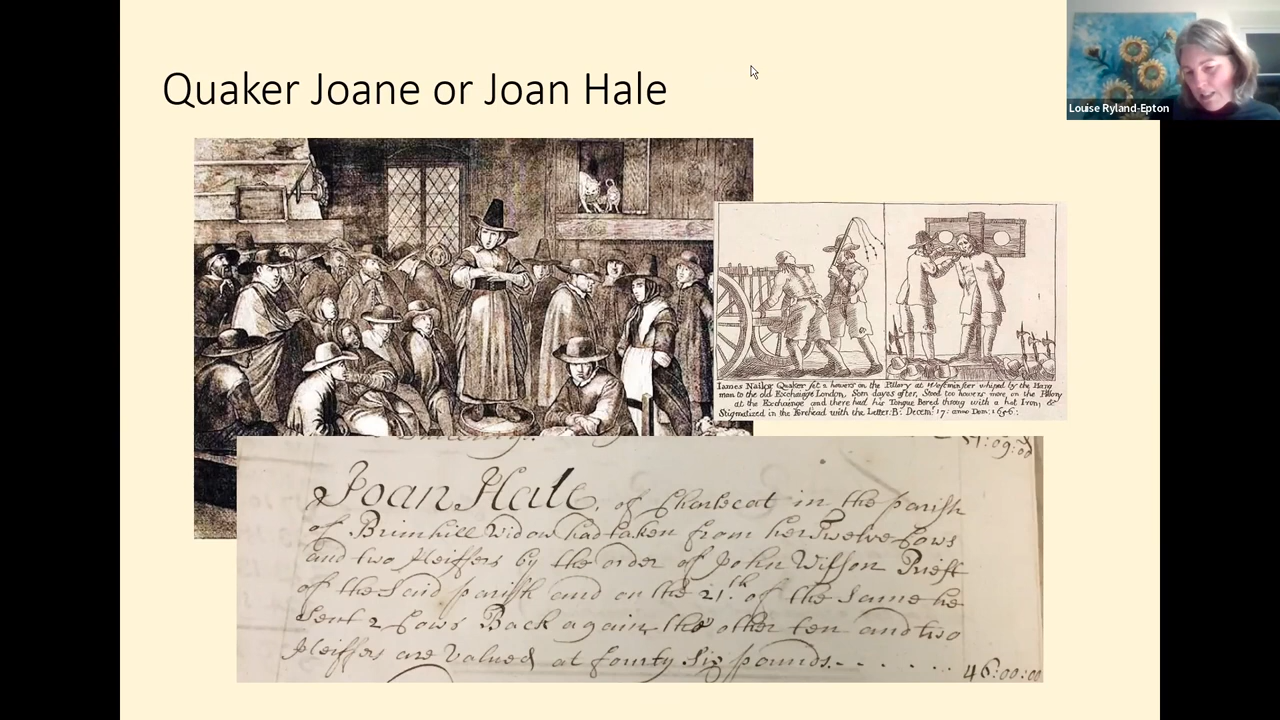 Quaker Joane or Joan Hale
Louise Ryland-Epton
Iames Nailor Quaker set 2 howers on the Pillory at Westminster whiped by the Hang
man to the old Exchainge London, Som dayes after, Stood too howers more, on the Pillory
at the Exchainge and there had his Tongue Bored throug with a hot Iron, &
Stigmatized in the Forehead with the Letter: B: Decem: 17: anno Dom: 1656:
Joan Hale, of Charlecat in the parish
of Brimhill Widow had taken from her Twelve Cows
and two Heiffers by the order of John Wilson Priest
of the Said parish and on the 21th of the Same he
Sent 2 Cows Back again, the other ten and two
Heiffers are Valued at fourty Six pounds. - - - - - - 46:00:00